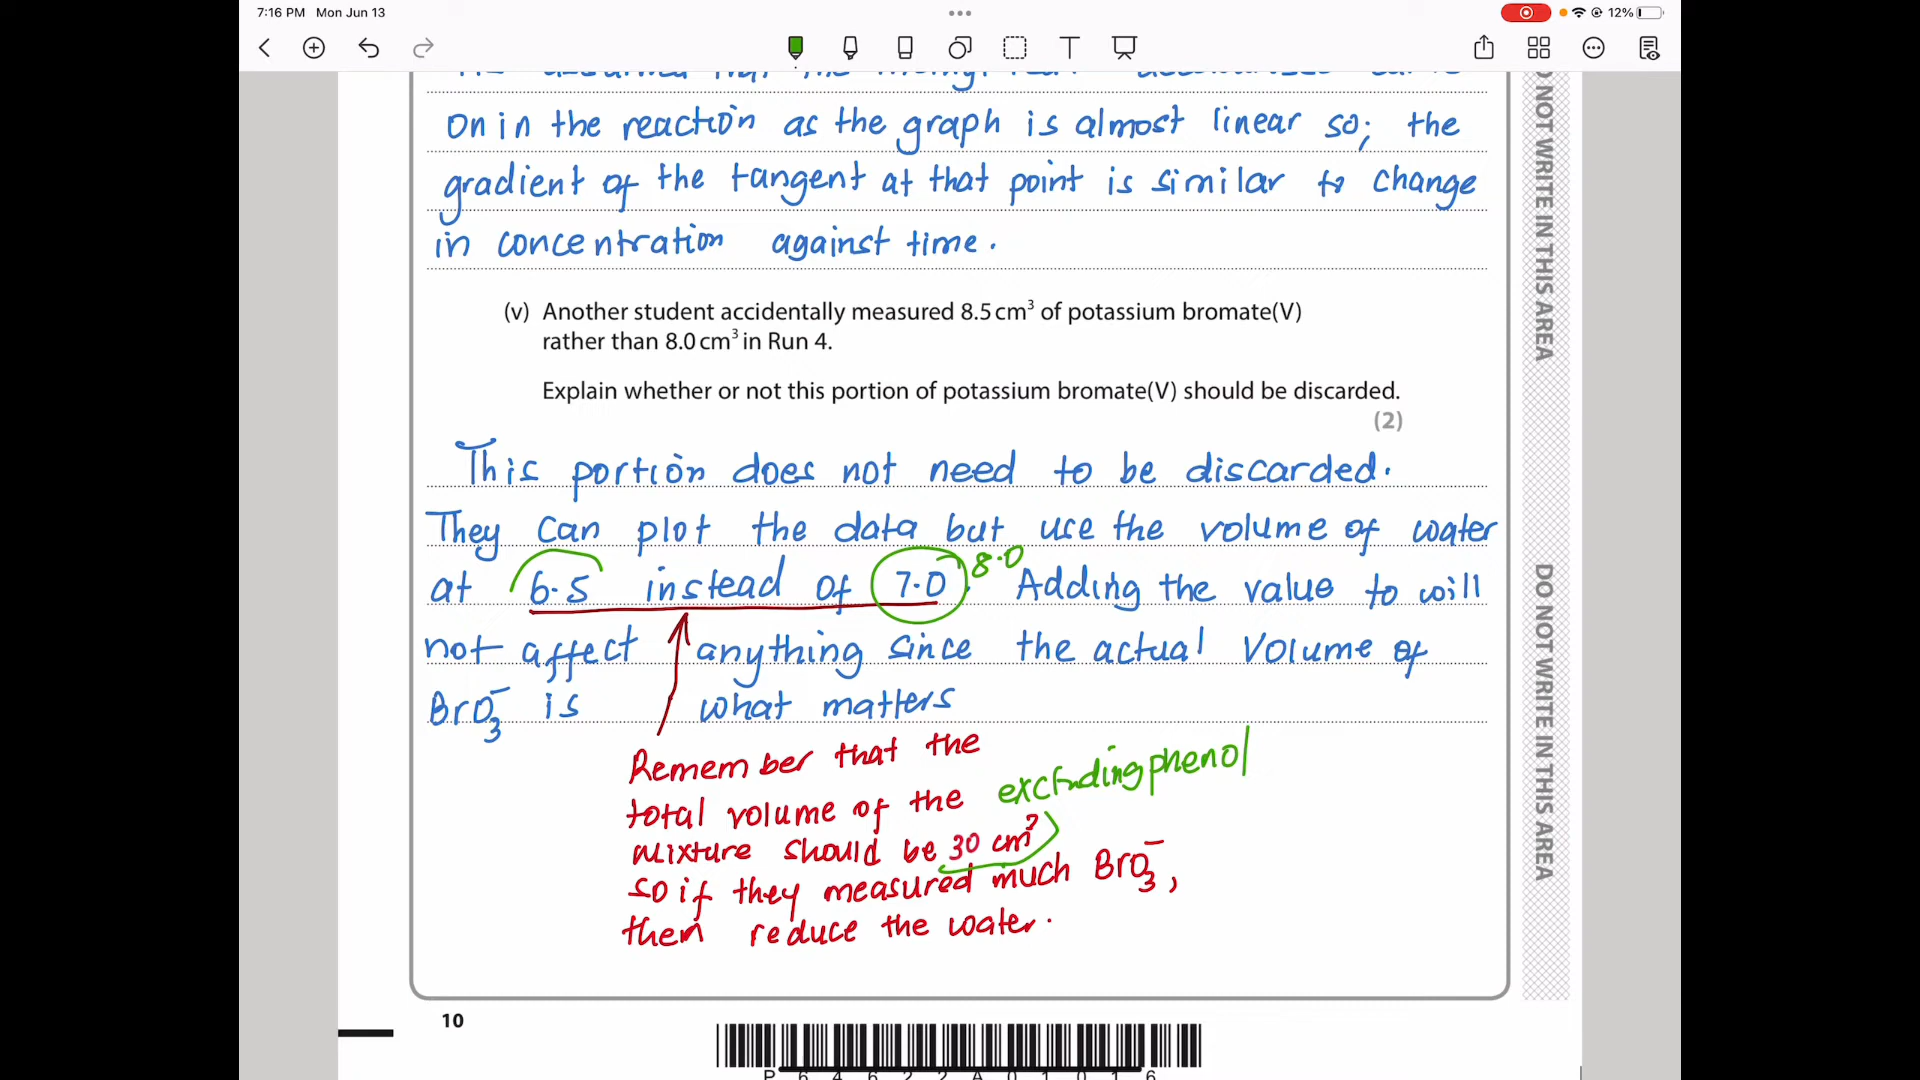 7:16 PM Mon Jun 13
12%
on in the reaction as the graph is almost linear so; the
gradient of the tangent at that point is similar to change
in concentration against time.
(v) Another student accidentally measured 8.5 cm³ of potassium bromate(V)
rather than 8.0 cm³ in Run 4.
Explain whether or not this portion of potassium bromate(V) should be discarded.
(2)
This portion does not need to be discarded.
They can plot the data but use the volume of water
8.0
at 6.5 instead of 7.0. Adding the value to will
not affect anything since the actual volume of
BrO₃⁻ is what matters
Remember that the
total volume of the excluding phenol
mixture should be 30 cm³
so if they measured much BrO₃⁻,
then reduce the water.
10
DO NOT WRITE IN THIS AREA
DO NOT WRITE IN THIS AREA